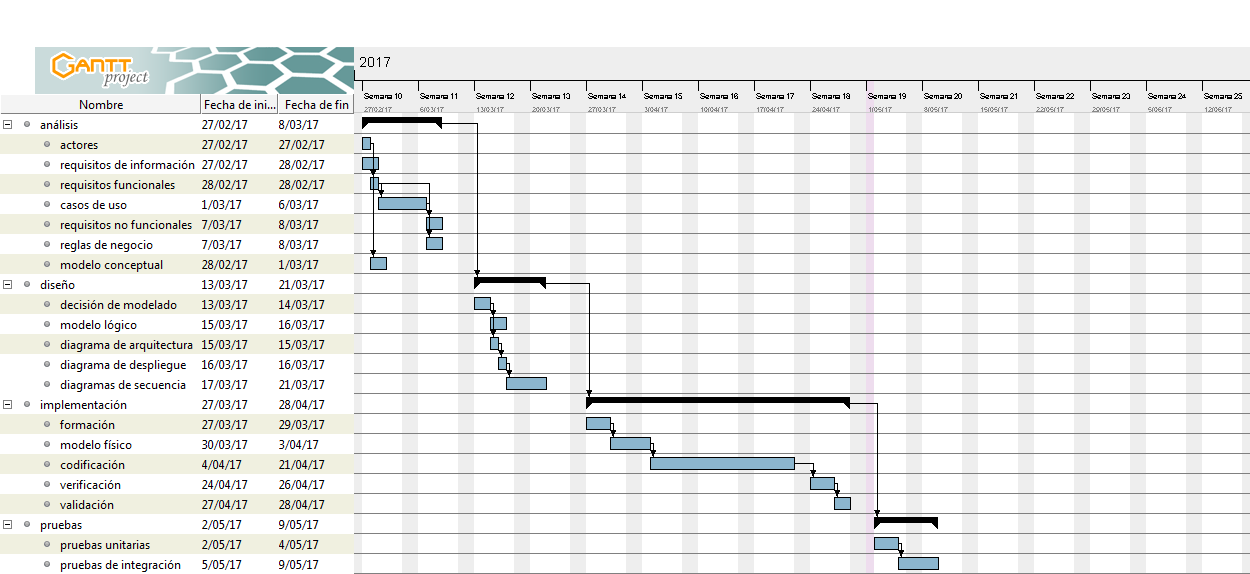 GANTT
project
2017
Semana 10 Semana 11 Semana 12 Semana 13 Semana 14 Semana 15 Semana 16 Semana 17 Semana 18 Semana 19 Semana 20 Semana 21 Semana 22 Semana 23 Semana 24 Semana 25
Nombre Fecha de ini... Fecha de fin 27/02/17 6/03/17 13/03/17 20/03/17 27/03/17 3/04/17 10/04/17 17/04/17 24/04/17 1/05/17 8/05/17 15/05/17 22/05/17 29/05/17 5/06/17 12/06/17
análisis 27/02/17 8/03/17
actores 27/02/17 27/02/17
requisitos de información 27/02/17 28/02/17
requisitos funcionales 28/02/17 28/02/17
casos de uso 1/03/17 6/03/17
requisitos no funcionales 7/03/17 8/03/17
reglas de negocio 7/03/17 8/03/17
modelo conceptual 28/02/17 1/03/17
diseño 13/03/17 21/03/17
decisión de modelado 13/03/17 14/03/17
modelo lógico 15/03/17 16/03/17
diagrama de arquitectura 15/03/17 15/03/17
diagrama de despliegue 16/03/17 16/03/17
diagramas de secuencia 17/03/17 21/03/17
implementación 27/03/17 28/04/17
formación 27/03/17 29/03/17
modelo físico 30/03/17 3/04/17
codificación 4/04/17 21/04/17
verificación 24/04/17 26/04/17
validación 27/04/17 28/04/17
pruebas 2/05/17 9/05/17
pruebas unitarias 2/05/17 4/05/17
pruebas de integración 5/05/17 9/05/17